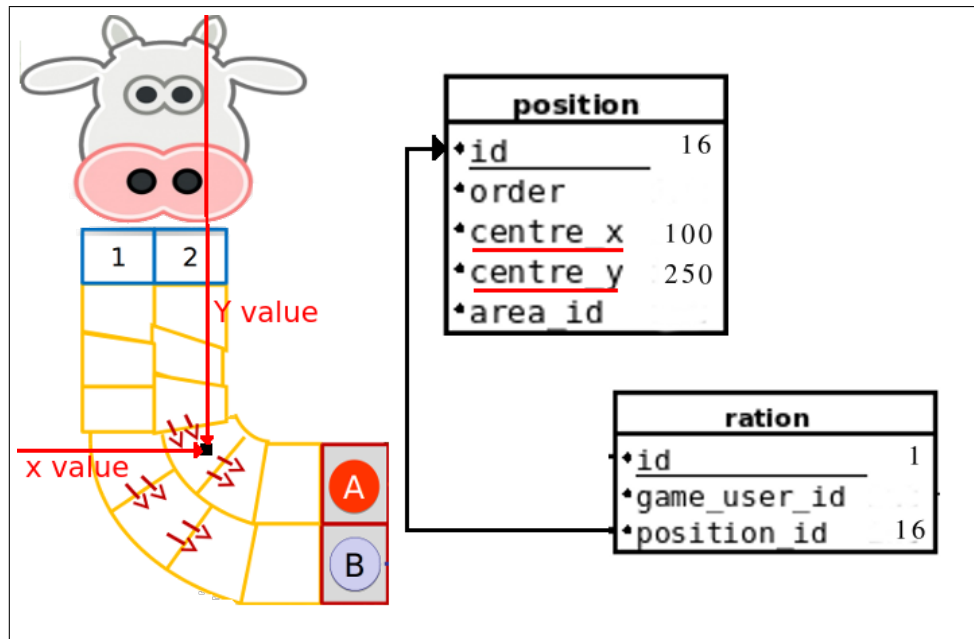 1 2
Y value
x value
A
B
position
id 16
order
centre_x 100
centre_y 250
area_id
ration
id 1
game_user_id
position_id 16